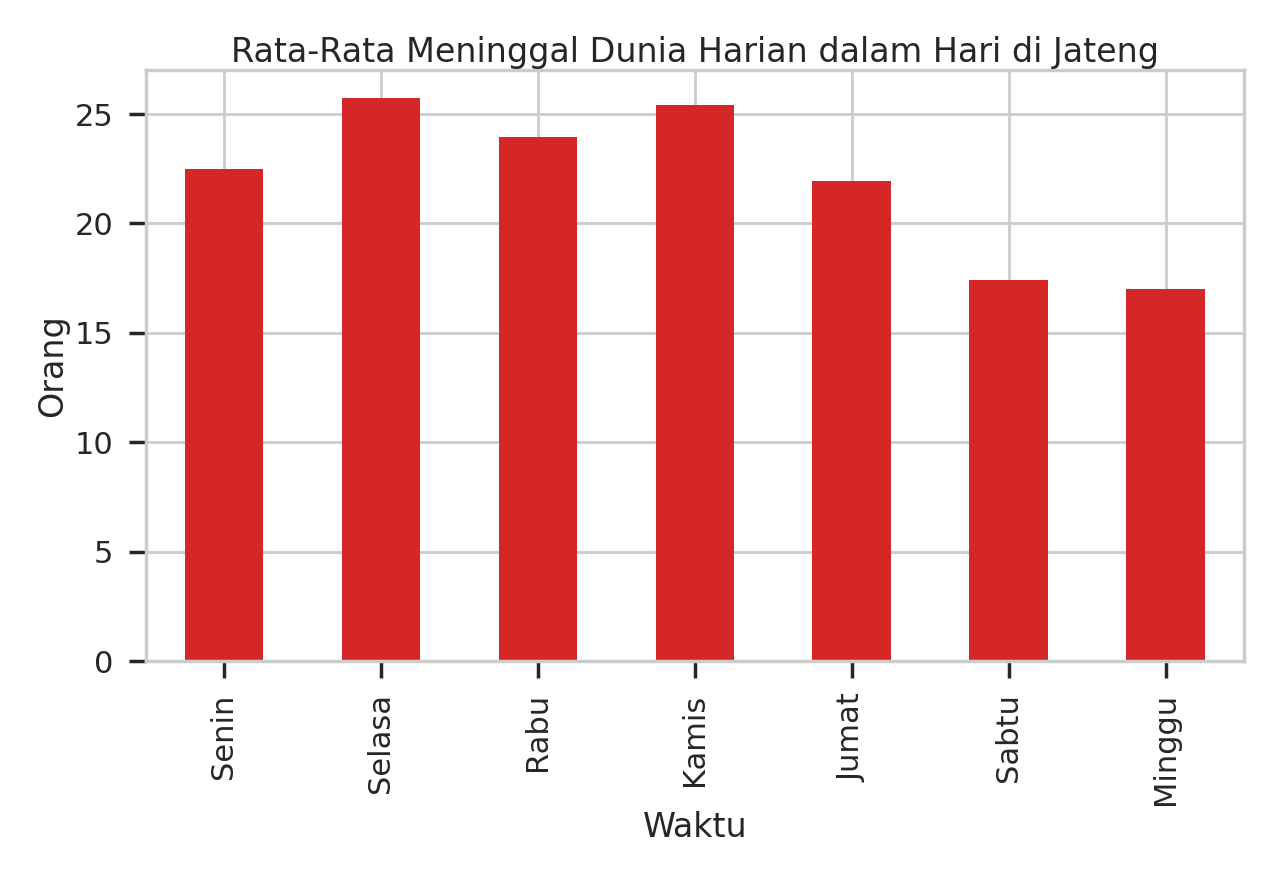 Rata-Rata Meninggal Dunia Harian dalam Hari di Jateng
25
20
15
10
5
0
Orang
Senin
Selasa
Rabu
Kamis
Jumat
Sabtu
Minggu
Waktu